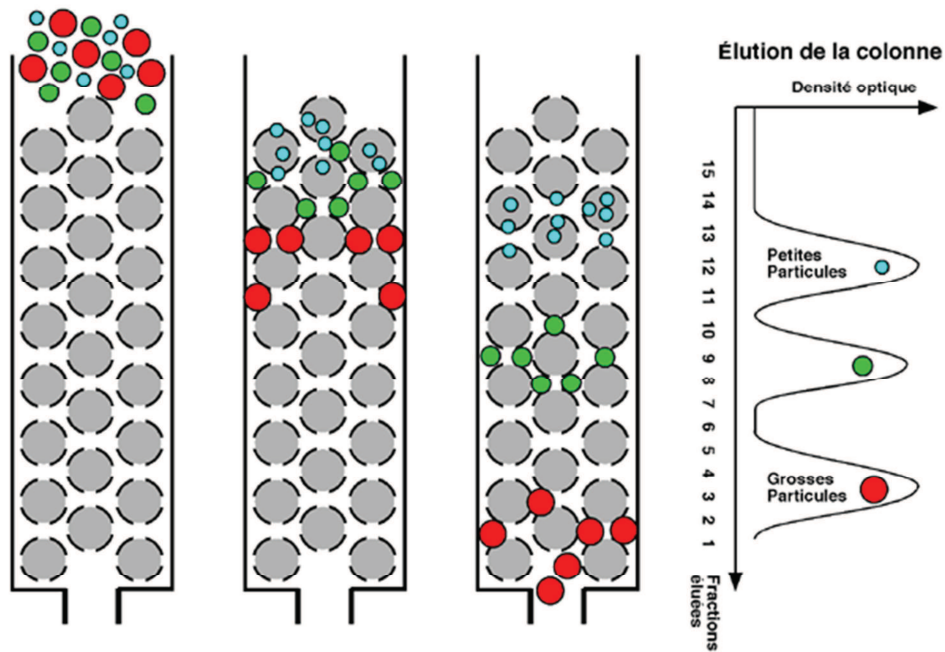 Élution de la colonne
Densité optique
15
14
13
12
11
10
9
8
7
6
5
4
3
2
1
Petites
Particules
Grosses
Particules
Fractions
éluées